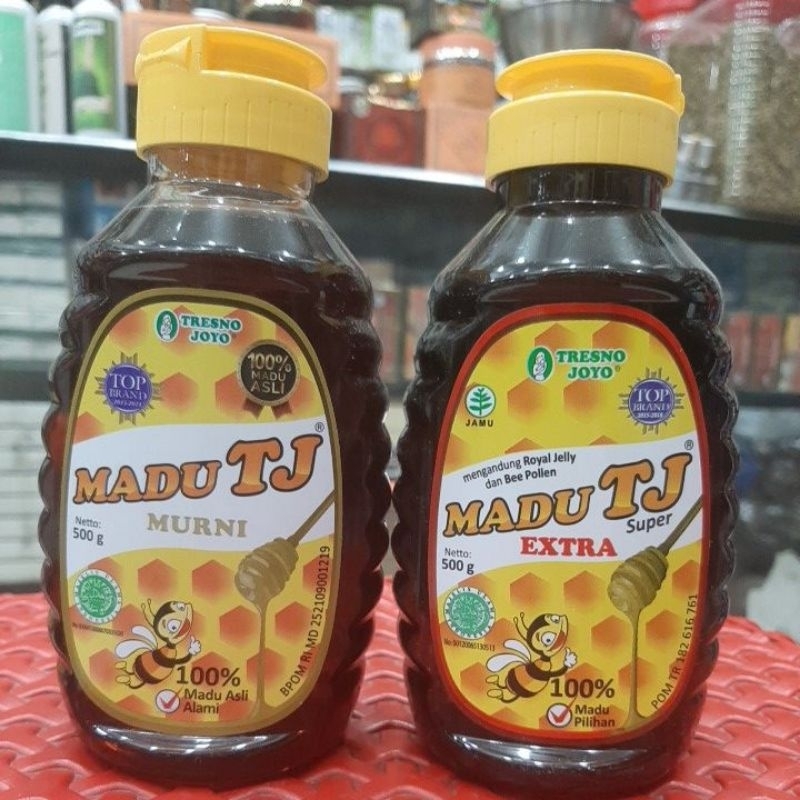 TRESNO
JOYO
100%
MADU
ASLI
TOP
BRAND
MADU TJ®
MURNI
Netto:
500 g
100%
Madu Asli
Alami
BPOM RI MD 252109001219
TRESNO
JOYO®
JAMU
TOP
BRAND
mengandung Royal Jelly
dan Bee Pollen
MADU TJ®
Super
EXTRA
Netto:
500 g
100%
Madu
Pilihan
POM TR 182 616 761